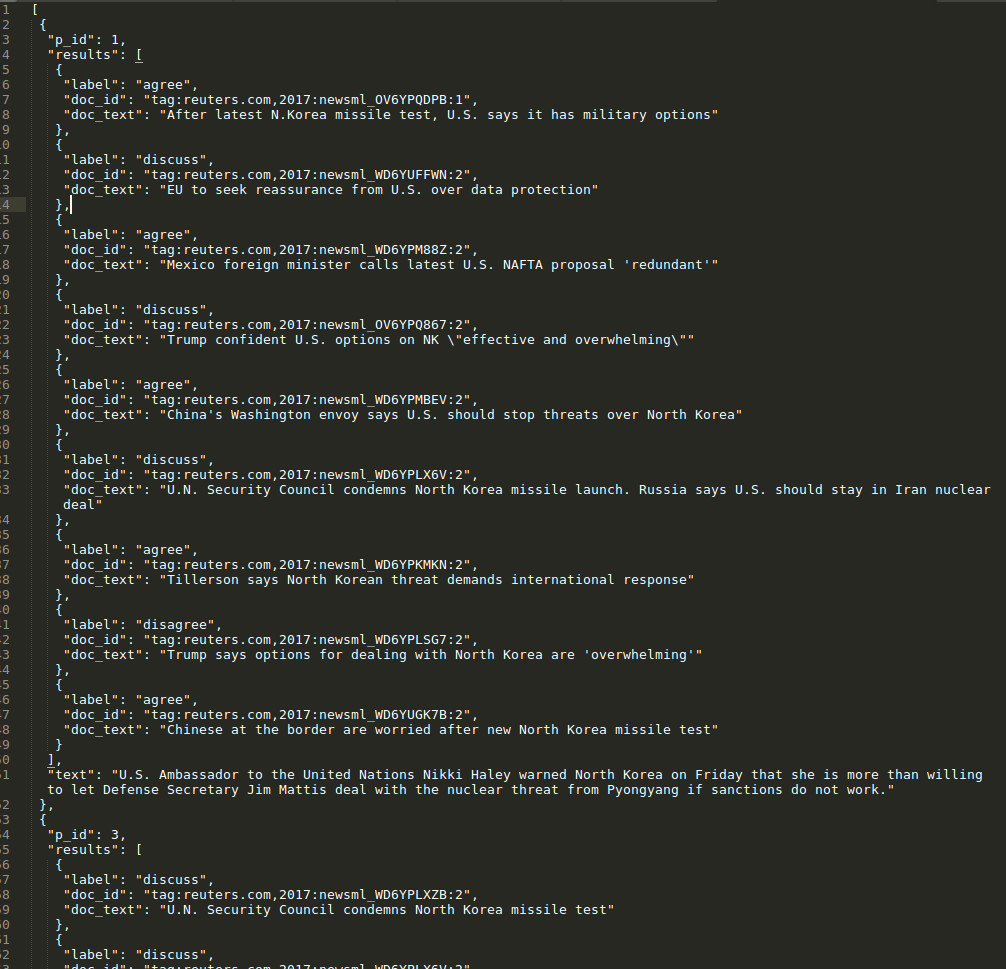 1 [
2 {
3 "p_id": 1,
4 "results": [
5 {
6 "label": "agree",
7 "doc_id": "tag:reuters.com,2017:newsml_OV6YPQDPB:1",
8 "doc_text": "After latest N.Korea missile test, U.S. says it has military options"
9 },
0 {
1 "label": "discuss",
2 "doc_id": "tag:reuters.com,2017:newsml_WD6YUFFWN:2",
3 "doc_text": "EU to seek reassurance from U.S. over data protection"
4 },
5 {
6 "label": "agree",
7 "doc_id": "tag:reuters.com,2017:newsml_WD6YPM88Z:2",
8 "doc_text": "Mexico foreign minister calls latest U.S. NAFTA proposal 'redundant'"
9 },
20 {
21 "label": "discuss",
22 "doc_id": "tag:reuters.com,2017:newsml_OV6YPQ867:2",
23 "doc_text": "Trump confident U.S. options on NK \"effective and overwhelming\""
24 },
25 {
26 "label": "agree",
27 "doc_id": "tag:reuters.com,2017:newsml_WD6YPMBEV:2",
28 "doc_text": "China's Washington envoy says U.S. should stop threats over North Korea"
29 },
30 {
31 "label": "discuss",
32 "doc_id": "tag:reuters.com,2017:newsml_WD6YPLX6V:2",
33 "doc_text": "U.N. Security Council condemns North Korea missile launch. Russia says U.S. should stay in Iran nuclear
deal"
34 },
35 {
36 "label": "agree",
37 "doc_id": "tag:reuters.com,2017:newsml_WD6YPKMKN:2",
38 "doc_text": "Tillerson says North Korean threat demands international response"
39 },
40 {
41 "label": "disagree",
42 "doc_id": "tag:reuters.com,2017:newsml_WD6YPLSG7:2",
43 "doc_text": "Trump says options for dealing with North Korea are 'overwhelming'"
44 },
45 {
46 "label": "agree",
47 "doc_id": "tag:reuters.com,2017:newsml_WD6YUGK7B:2",
48 "doc_text": "Chinese at the border are worried after new North Korea missile test"
49 }
50 ],
51 "text": "U.S. Ambassador to the United Nations Nikki Haley warned North Korea on Friday that she is more than willing
to let Defense Secretary Jim Mattis deal with the nuclear threat from Pyongyang if sanctions do not work."
52 },
53 {
54 "p_id": 3,
55 "results": [
56 {
57 "label": "discuss",
58 "doc_id": "tag:reuters.com,2017:newsml_WD6YPLXZB:2",
59 "doc_text": "U.N. Security Council condemns North Korea missile test"
60 },
61 {
62 "label": "discuss",
63 "doc_id": "tag:reuters.com,2017:newsml_WD6YPLX6V:2",